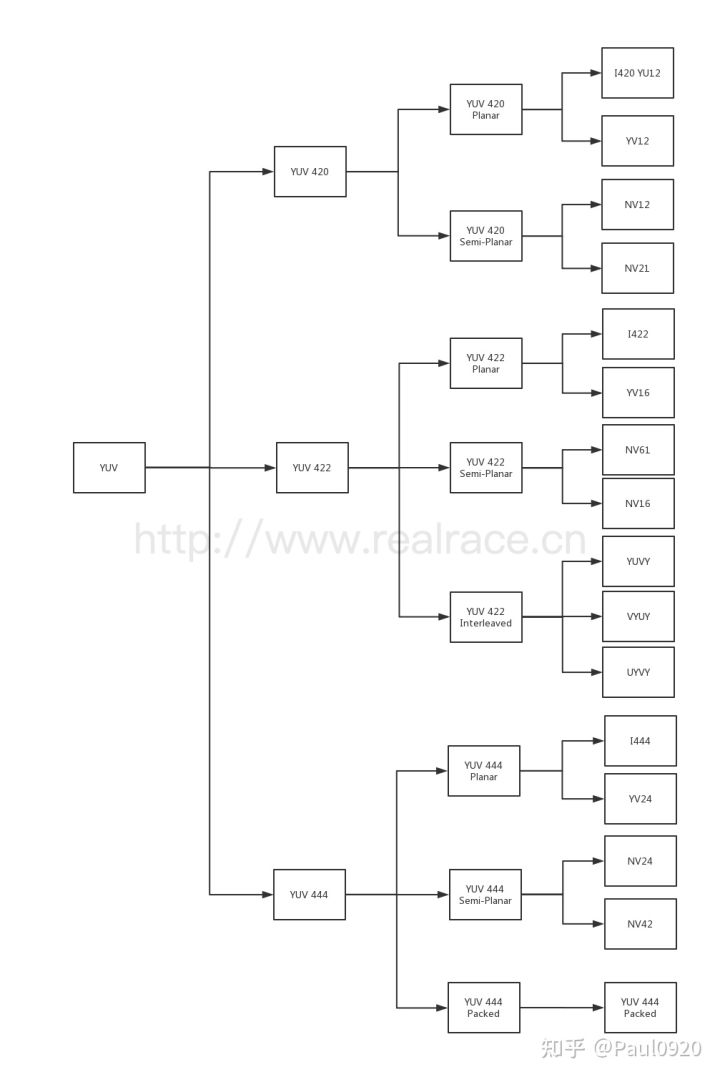 I420 YU12
YUV 420
Planar
YV12
YUV 420
NV12
YUV 420
Semi-Planar
NV21
I422
YUV 422
Planar
YV16
NV61
YUV
YUV 422
YUV 422
Semi-Planar
NV16
http://www.realrace.cn
YUVY
YUV 422
Interleaved
VYUY
UYVY
I444
YUV 444
Planar
YV24
NV24
YUV 444
YUV 444
Semi-Planar
NV42
YUV 444
Packed
YUV 444
Packed
知乎 @Paul0920